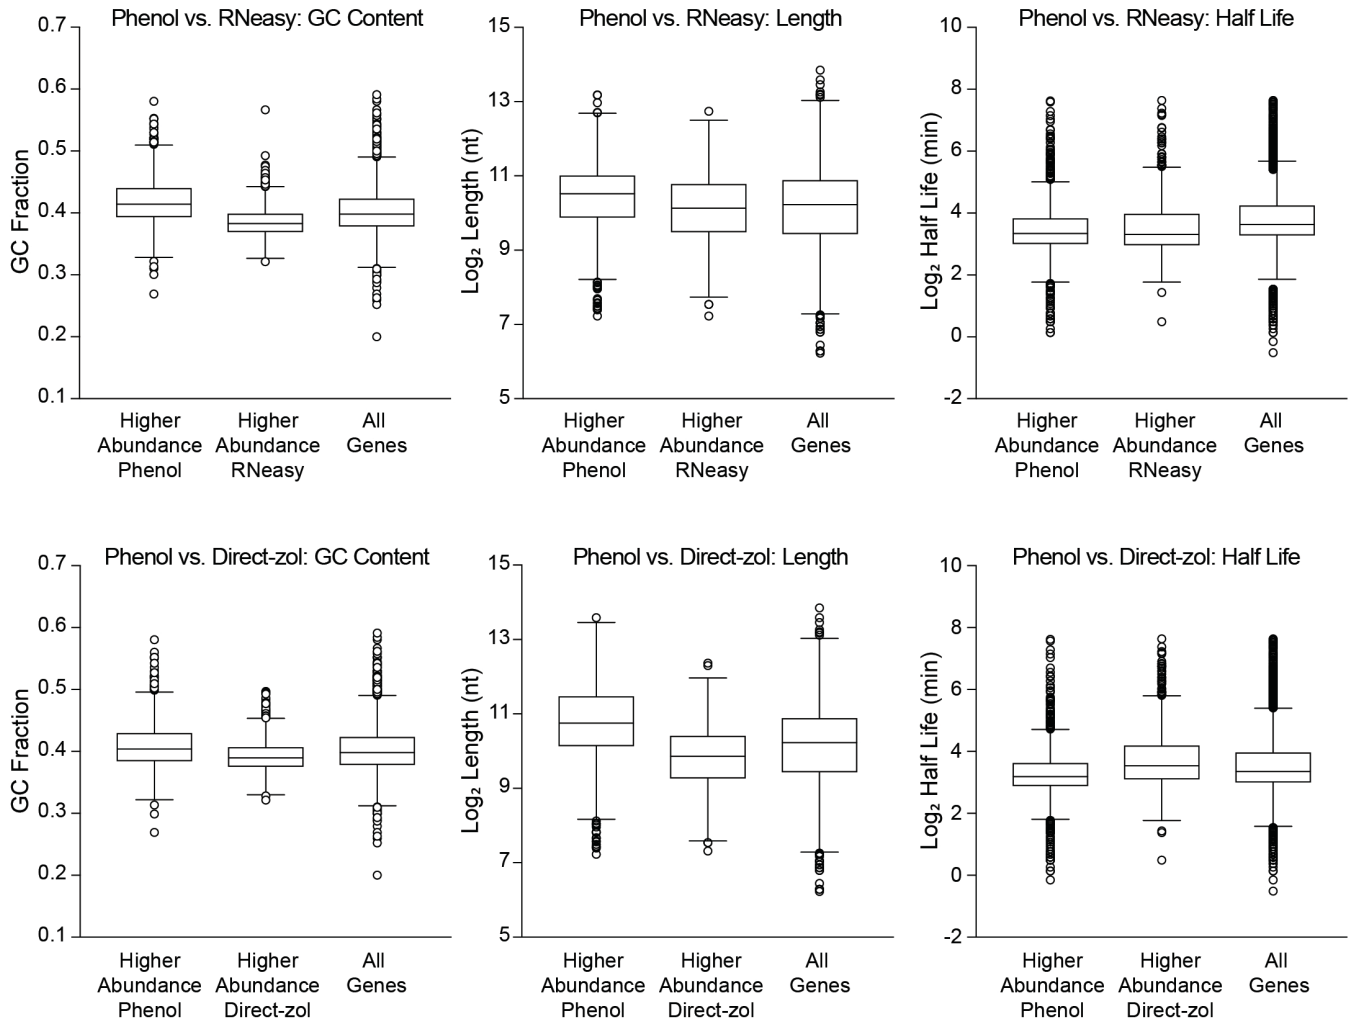 Phenol vs. RNeasy: GC Content
0.7
0.6
0.5
0.4
0.3
0.2
0.1
GC Fraction
Higher Abundance Phenol
Higher Abundance RNeasy
All Genes
Phenol vs. RNeasy: Length
15
13
11
9
7
5
Log₂ Length (nt)
Higher Abundance Phenol
Higher Abundance RNeasy
All Genes
Phenol vs. RNeasy: Half Life
10
8
6
4
2
0
-2
Log₂ Half Life (min)
Higher Abundance Phenol
Higher Abundance RNeasy
All Genes
Phenol vs. Direct-zol: GC Content
0.7
0.6
0.5
0.4
0.3
0.2
0.1
GC Fraction
Higher Abundance Phenol
Higher Abundance Direct-zol
All Genes
Phenol vs. Direct-zol: Length
15
13
11
9
7
5
Log₂ Length (nt)
Higher Abundance Phenol
Higher Abundance Direct-zol
All Genes
Phenol vs. Direct-zol: Half Life
10
8
6
4
2
0
-2
Log₂ Half Life (min)
Higher Abundance Phenol
Higher Abundance Direct-zol
All Genes